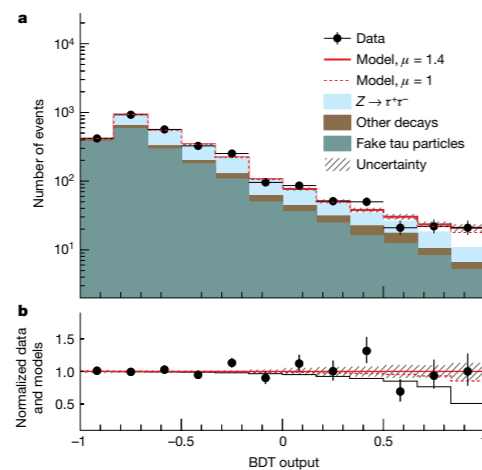 a
10⁴
10³
10²
10¹
Number of events
Data
Model, μ = 1.4
Model, μ = 1
Z → τ⁺τ⁻
Other decays
Fake tau particles
Uncertainty
b
1.5
1.0
0.5
Normalized data
and models
−1 −0.5 0 0.5 1
BDT output